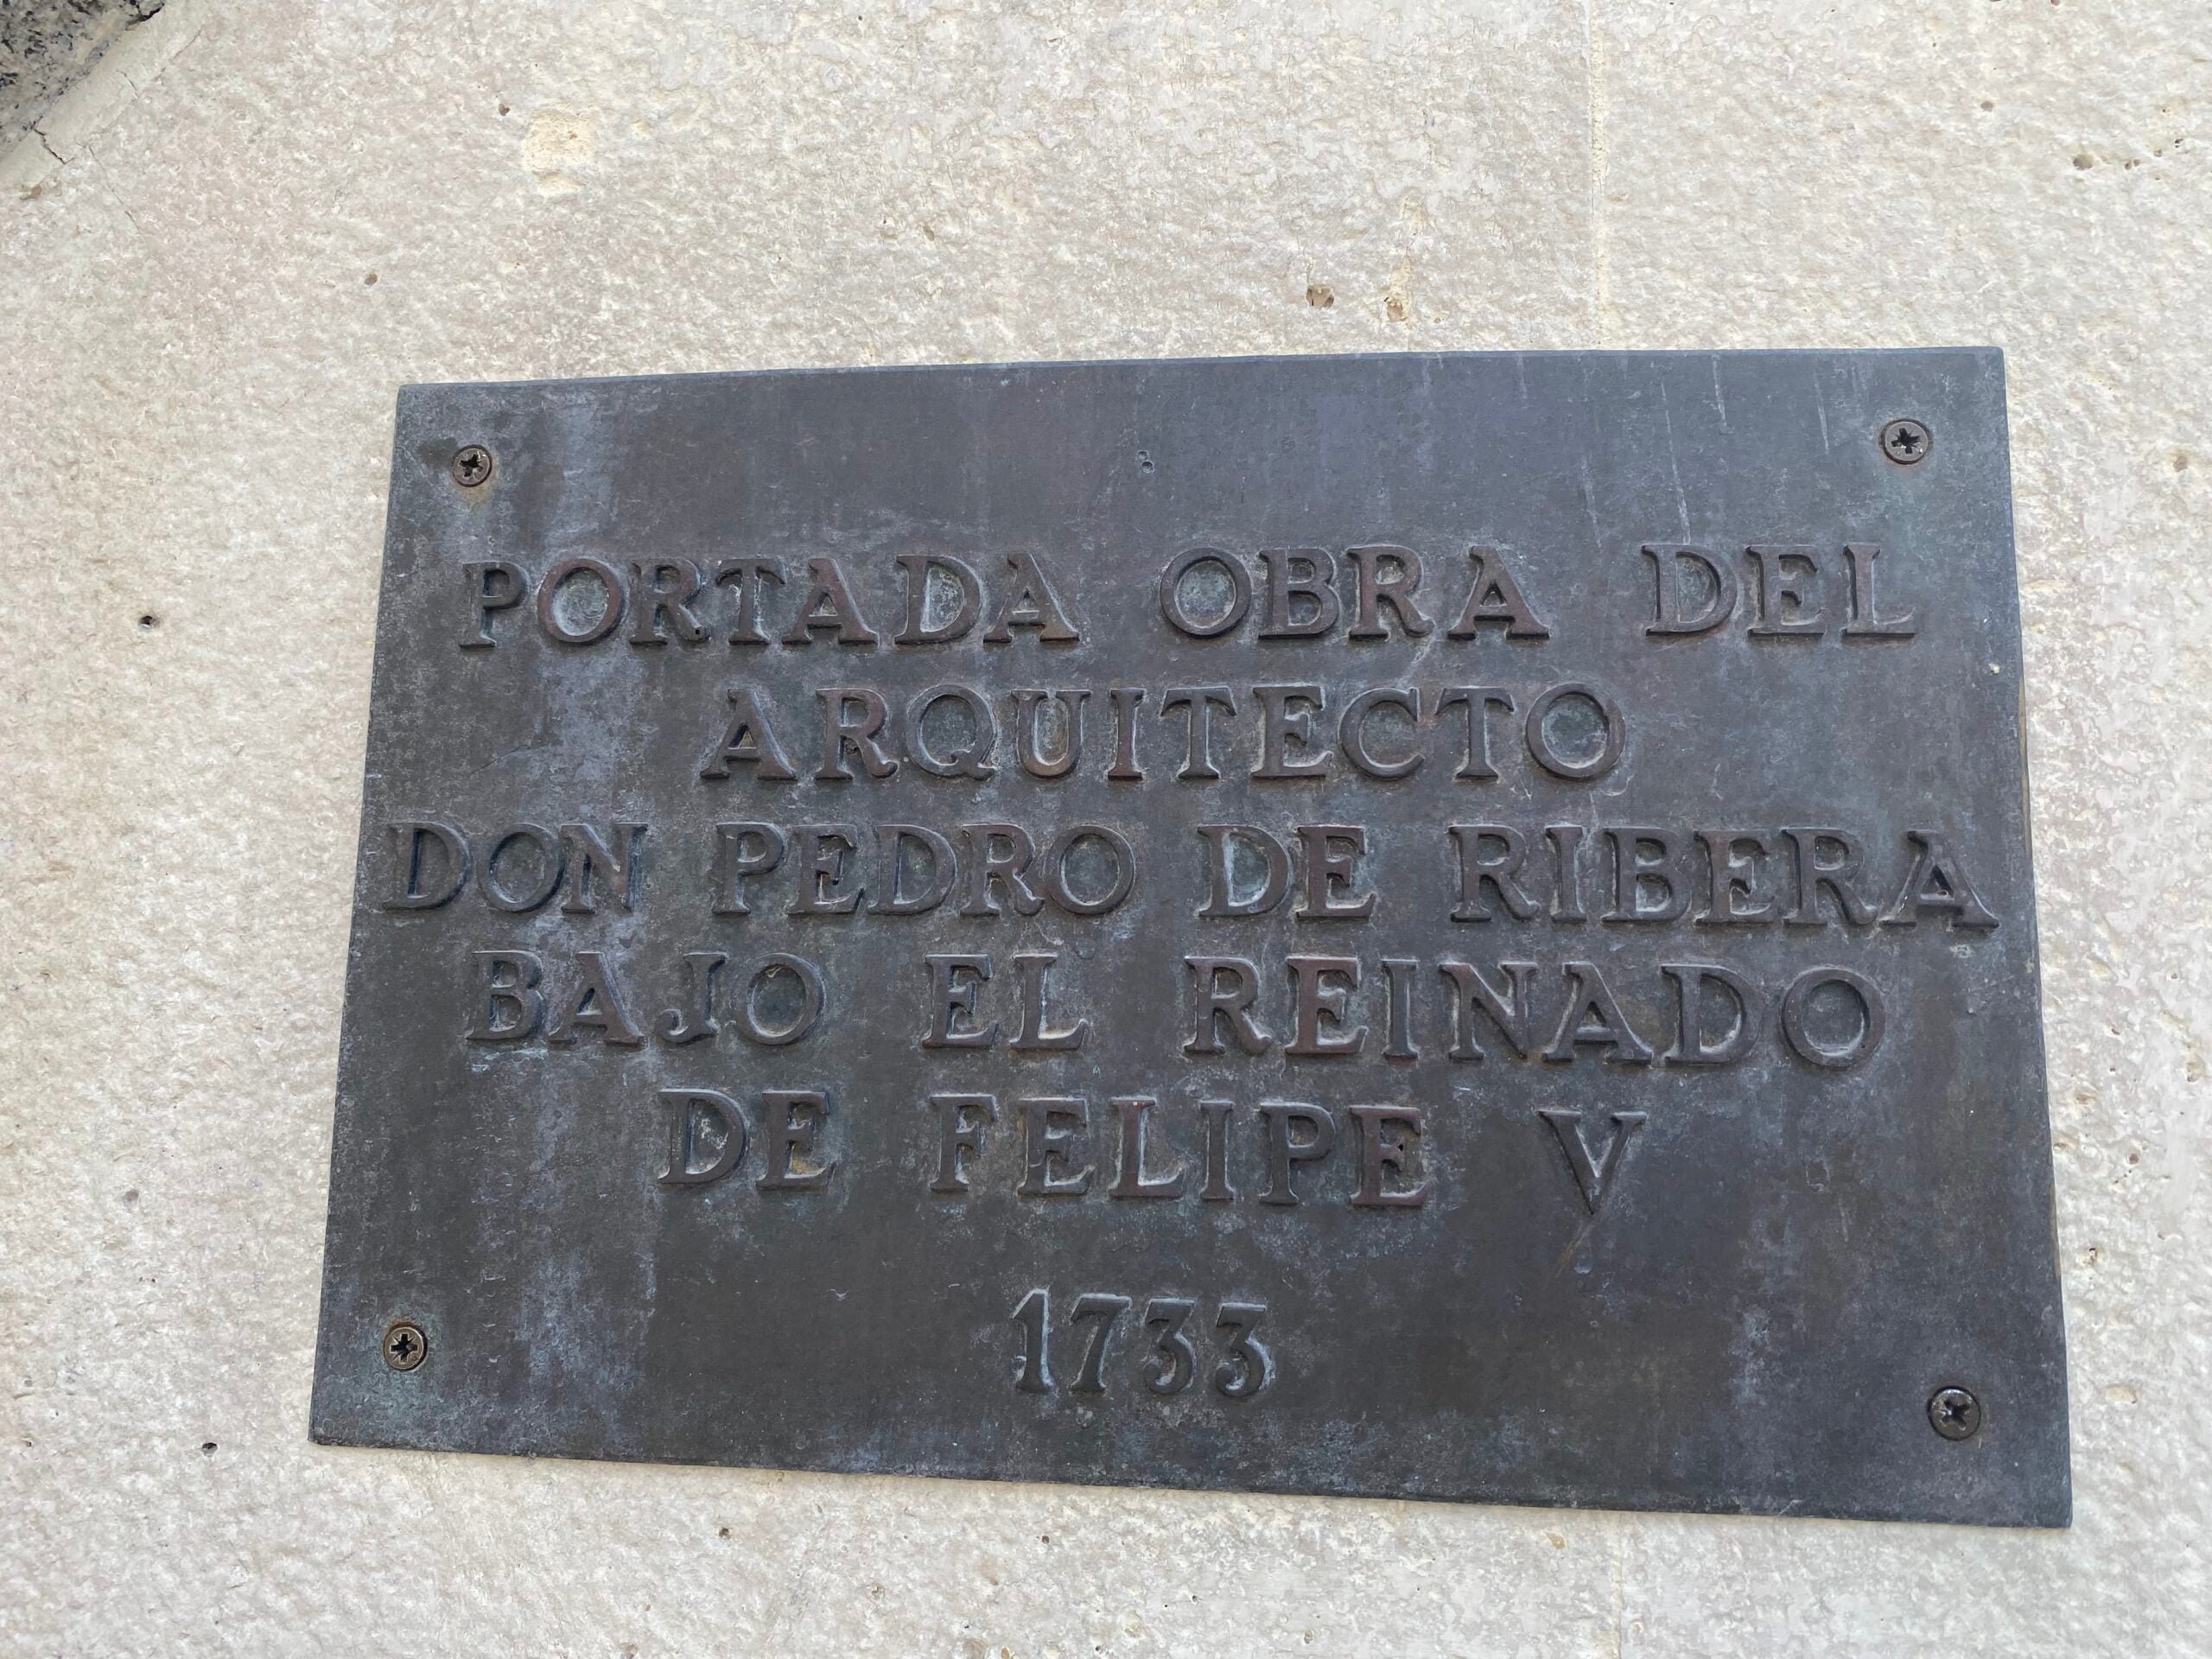 PORTADA OBRA DEL
ARQUITECTO
DON PEDRO DE RIBERA
BAJO EL REINADO
DE FELIPE V
1733